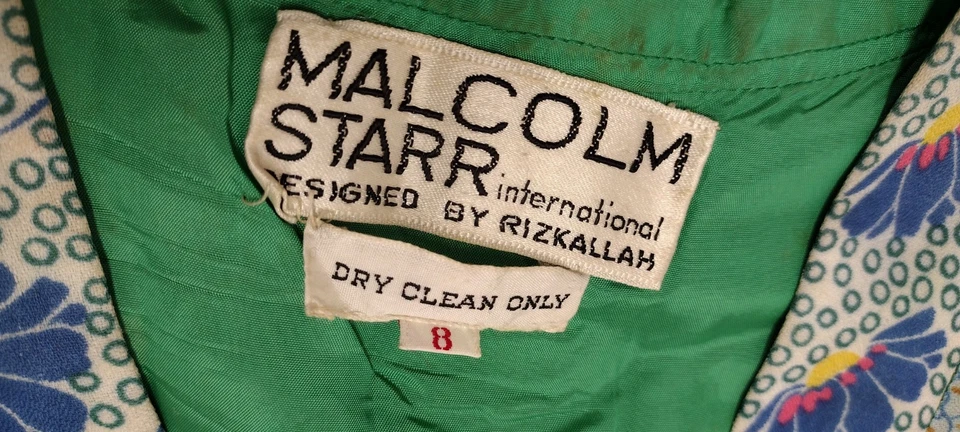 MALCOLM
STARR international
DESIGNED BY RIZKALLAH
DRY CLEAN ONLY
8